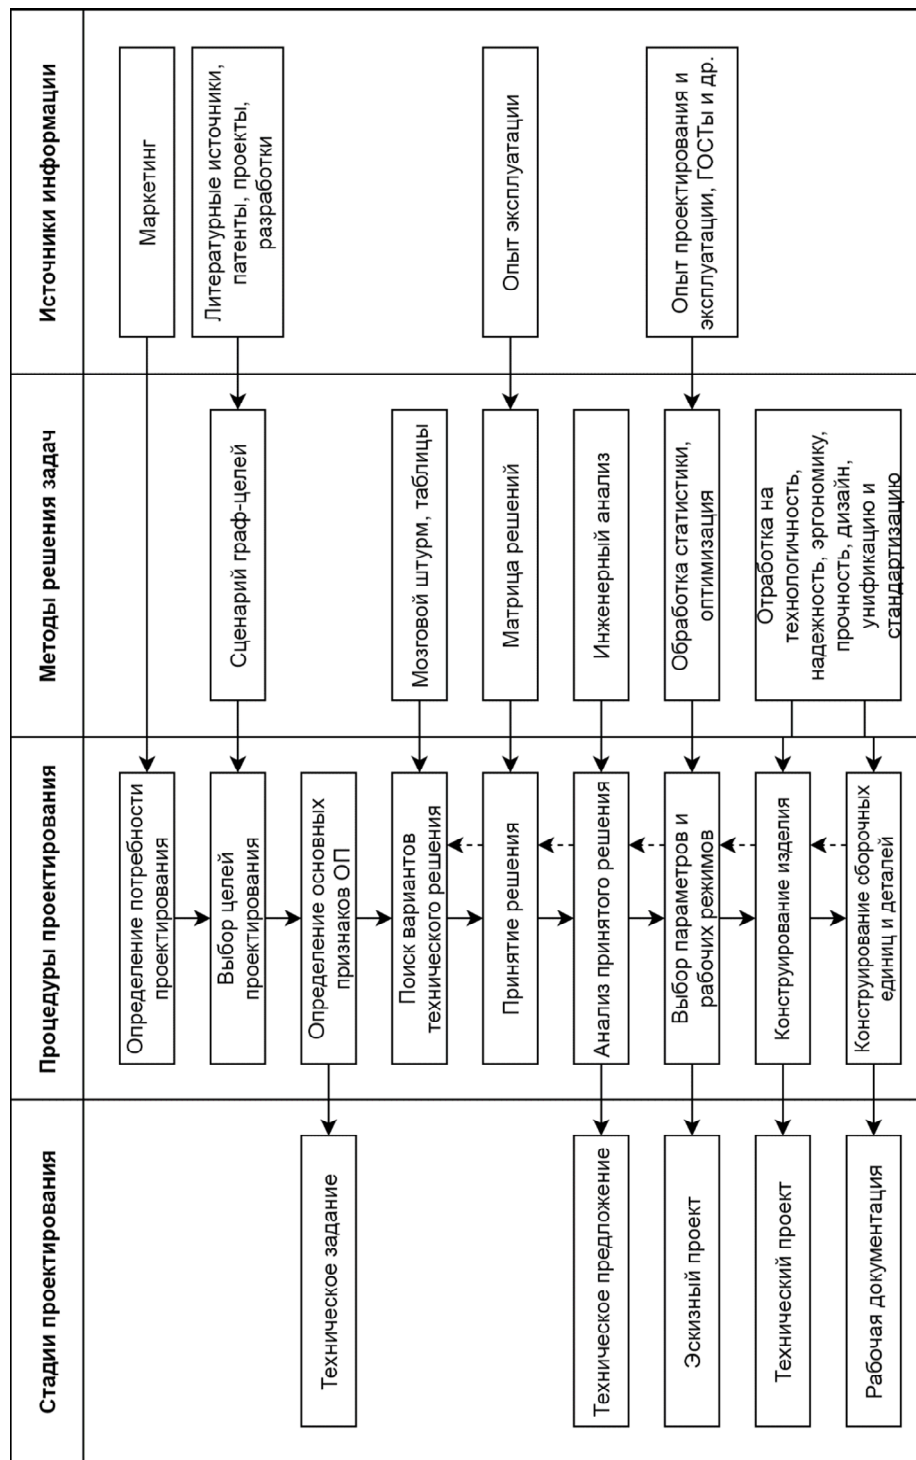 Стадии проектирования
Процедуры проектирования
Методы решения задач
Источники информации
Определение потребности
проектирования
Маркетинг
Выбор целей
проектирования
Сценарий граф-целей
Литературные источники,
патенты, проекты,
разработки
Техническое задание
Определение основных
признаков ОП
Поиск вариантов
технического решения
Мозговой штурм, таблицы
Принятие решения
Матрица решений
Опыт эксплуатации
Техническое предложение
Анализ принятого решения
Инженерный анализ
Эскизный проект
Выбор параметров и
рабочих режимов
Обработка статистики,
оптимизация
Опыт проектирования и
эксплуатации, ГОСТы и др.
Технический проект
Конструирование изделия
Отработка на
технологичность,
надежность, эргономику,
прочность, дизайн,
унификацию и
стандартизацию
Рабочая документация
Конструирование сборочных
единиц и деталей